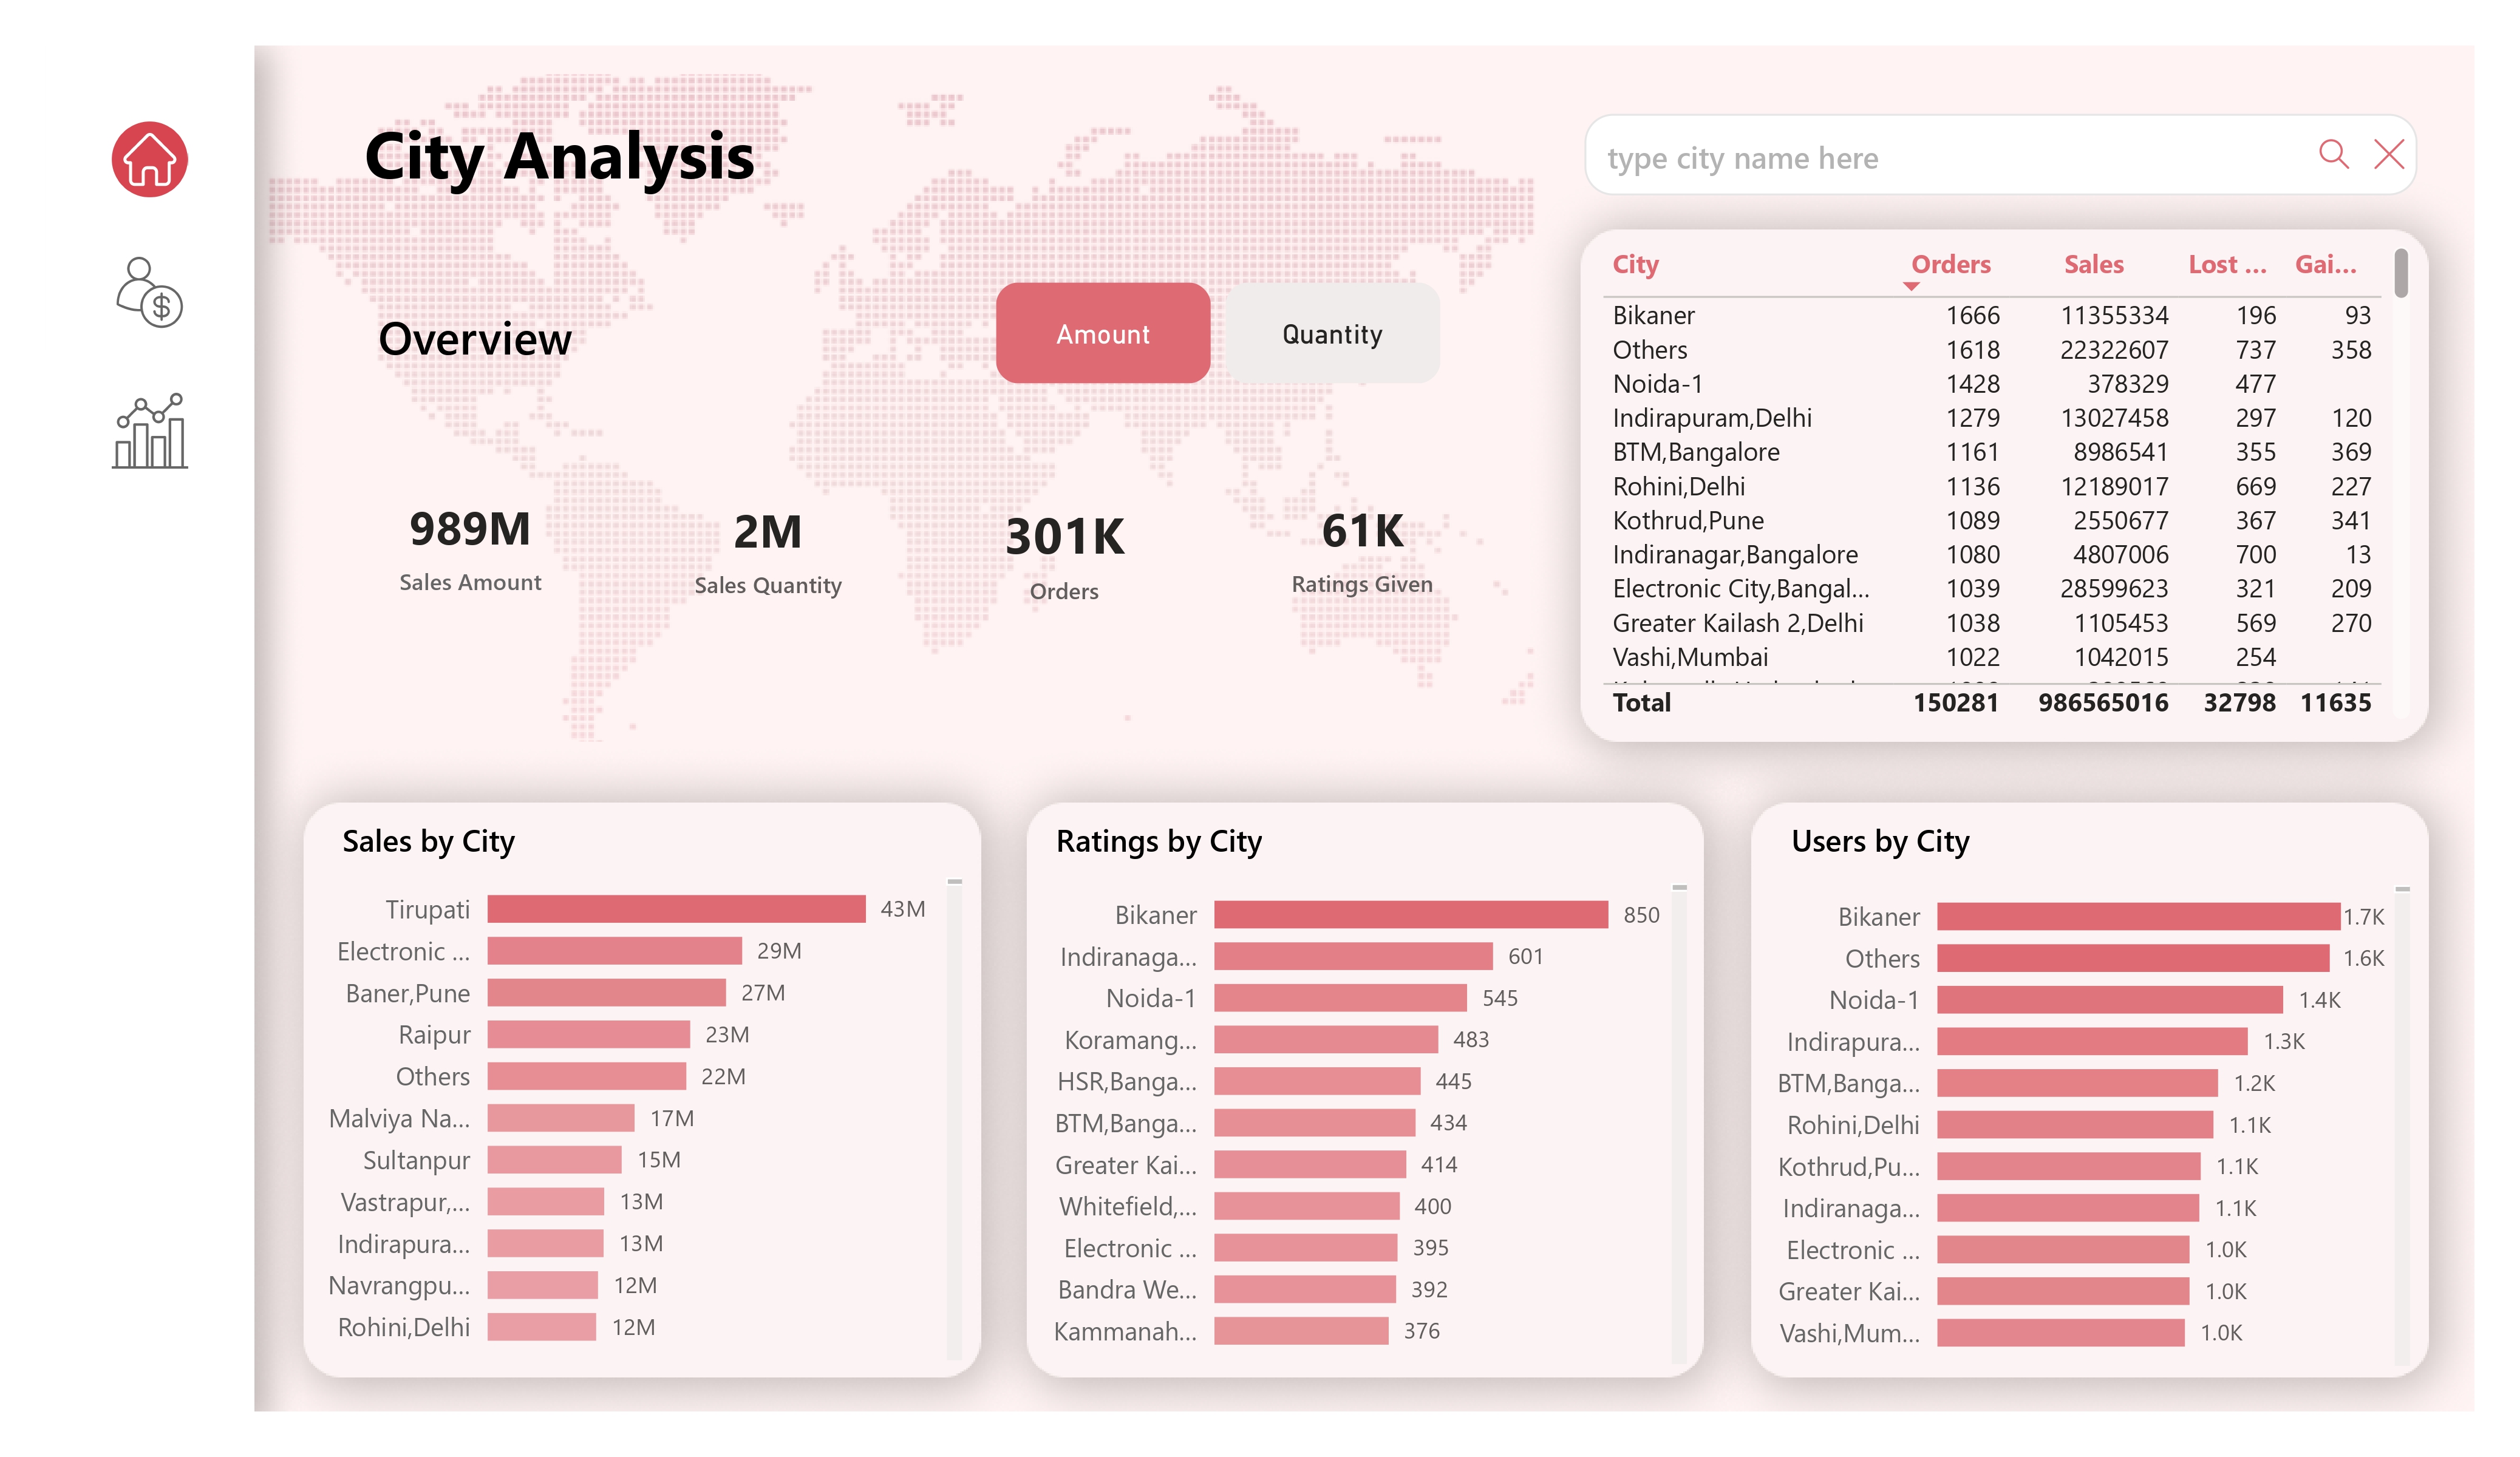 City Analysis
type city name here
Overview
Amount
Quantity
989M
Sales Amount
2M
Sales Quantity
301K
Orders
61K
Ratings Given
City Orders Sales Lost ... Gai...
Bikaner 1666 11355334 196 93
Others 1618 22322607 737 358
Noida-1 1428 378329 477
Indirapuram,Delhi 1279 13027458 297 120
BTM,Bangalore 1161 8986541 355 369
Rohini,Delhi 1136 12189017 669 227
Kothrud,Pune 1089 2550677 367 341
Indiranagar,Bangalore 1080 4807006 700 13
Electronic City,Bangal... 1039 28599623 321 209
Greater Kailash 2,Delhi 1038 1105453 569 270
Vashi,Mumbai 1022 1042015 254
Total 150281 986565016 32798 11635
Sales by City
Tirupati 43M
Electronic ... 29M
Baner,Pune 27M
Raipur 23M
Others 22M
Malviya Na... 17M
Sultanpur 15M
Vastrapur,... 13M
Indirapura... 13M
Navrangpu... 12M
Rohini,Delhi 12M
Ratings by City
Bikaner 850
Indiranaga... 601
Noida-1 545
Koramang... 483
HSR,Banga... 445
BTM,Banga... 434
Greater Kai... 414
Whitefield,... 400
Electronic ... 395
Bandra We... 392
Kammanah... 376
Users by City
Bikaner 1.7K
Others 1.6K
Noida-1 1.4K
Indirapura... 1.3K
BTM,Banga... 1.2K
Rohini,Delhi 1.1K
Kothrud,Pu... 1.1K
Indiranaga... 1.1K
Electronic ... 1.0K
Greater Kai... 1.0K
Vashi,Mum... 1.0K